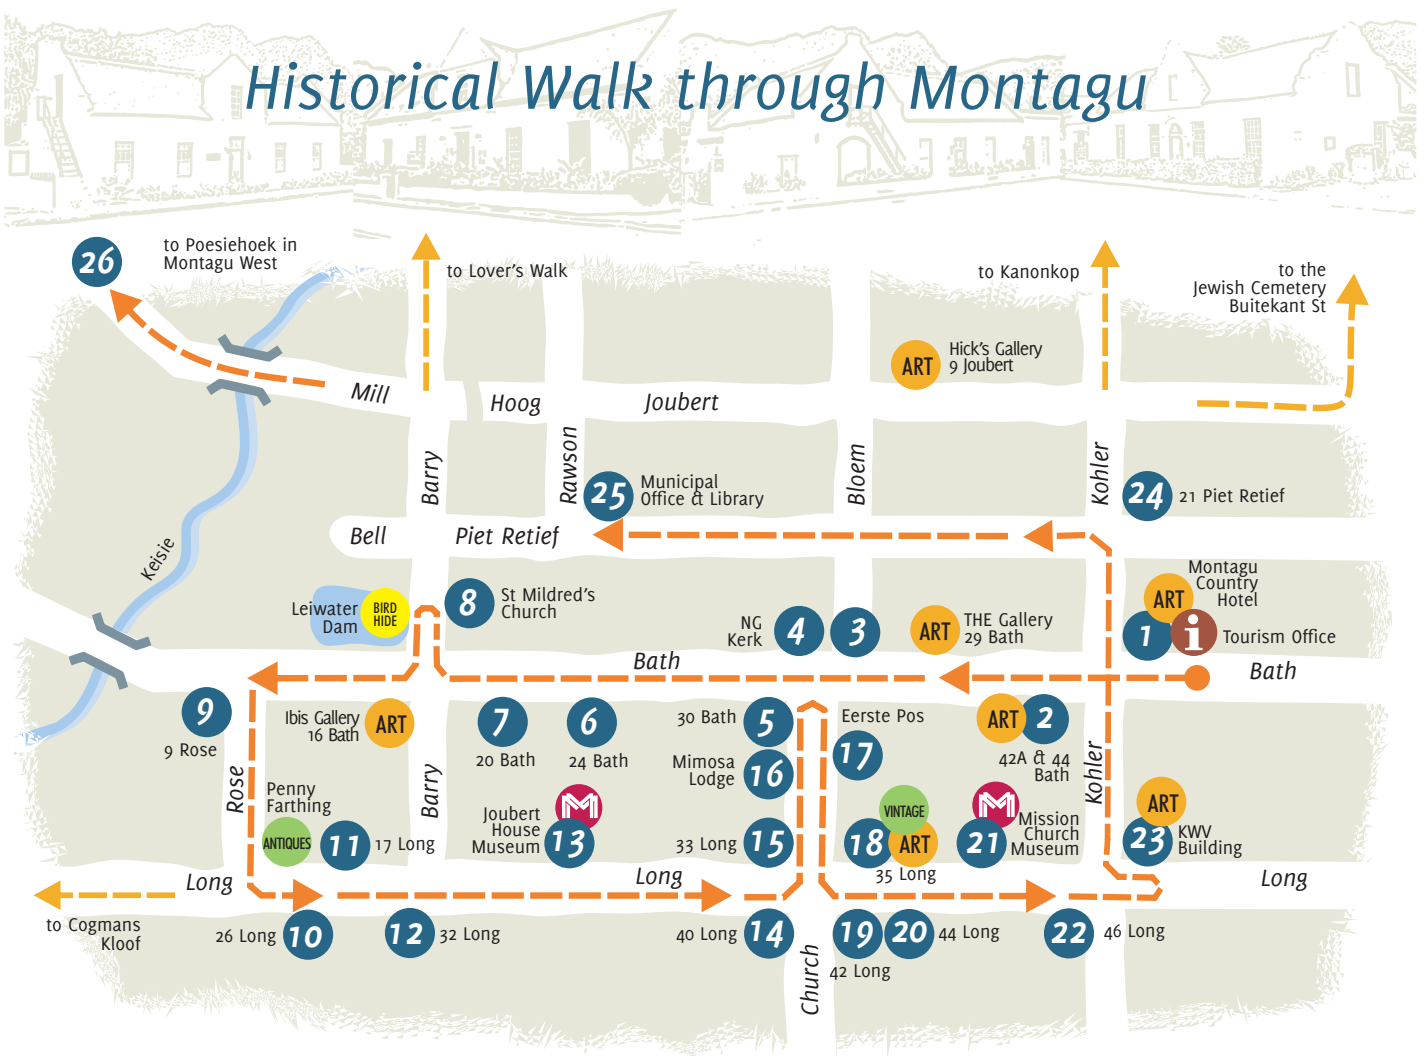 Historical Walk through Montagu
26
to Poesiehoek in
Montagu West
to Lover's Walk
to Kanonkop
to the
Jewish Cemetery
Buitekant St
ART
Hick's Gallery
9 Joubert
Mill
Hoog
Joubert
Barry
Rawson
Bloem
Kohler
25
Municipal
Office & Library
24
21 Piet Retief
Bell
Piet Retief
Keisie
Leiwater
Dam
BIRD
HIDE
8
St Mildred's
Church
NG
Kerk
4
3
ART
THE Gallery
29 Bath
Montagu
Country
Hotel
ART
1
i
Tourism Office
Bath
Bath
9
9 Rose
Ibis Gallery
16 Bath
ART
7
20 Bath
6
24 Bath
30 Bath
5
Eerste Pos
17
ART
2
42A & 44
Bath
Mimosa
Lodge
16
Rose
Barry
Kohler
Penny
Farthing
ANTIQUES
11
17 Long
Joubert
House
Museum
M
13
33 Long
15
VINTAGE
18
ART
35 Long
M
21
Mission
Church
Museum
ART
23
KWV
Building
Long
Long
Long
to Cogmans
Kloof
26 Long
10
12
32 Long
40 Long
14
Church
19
42 Long
20
44 Long
22
46 Long